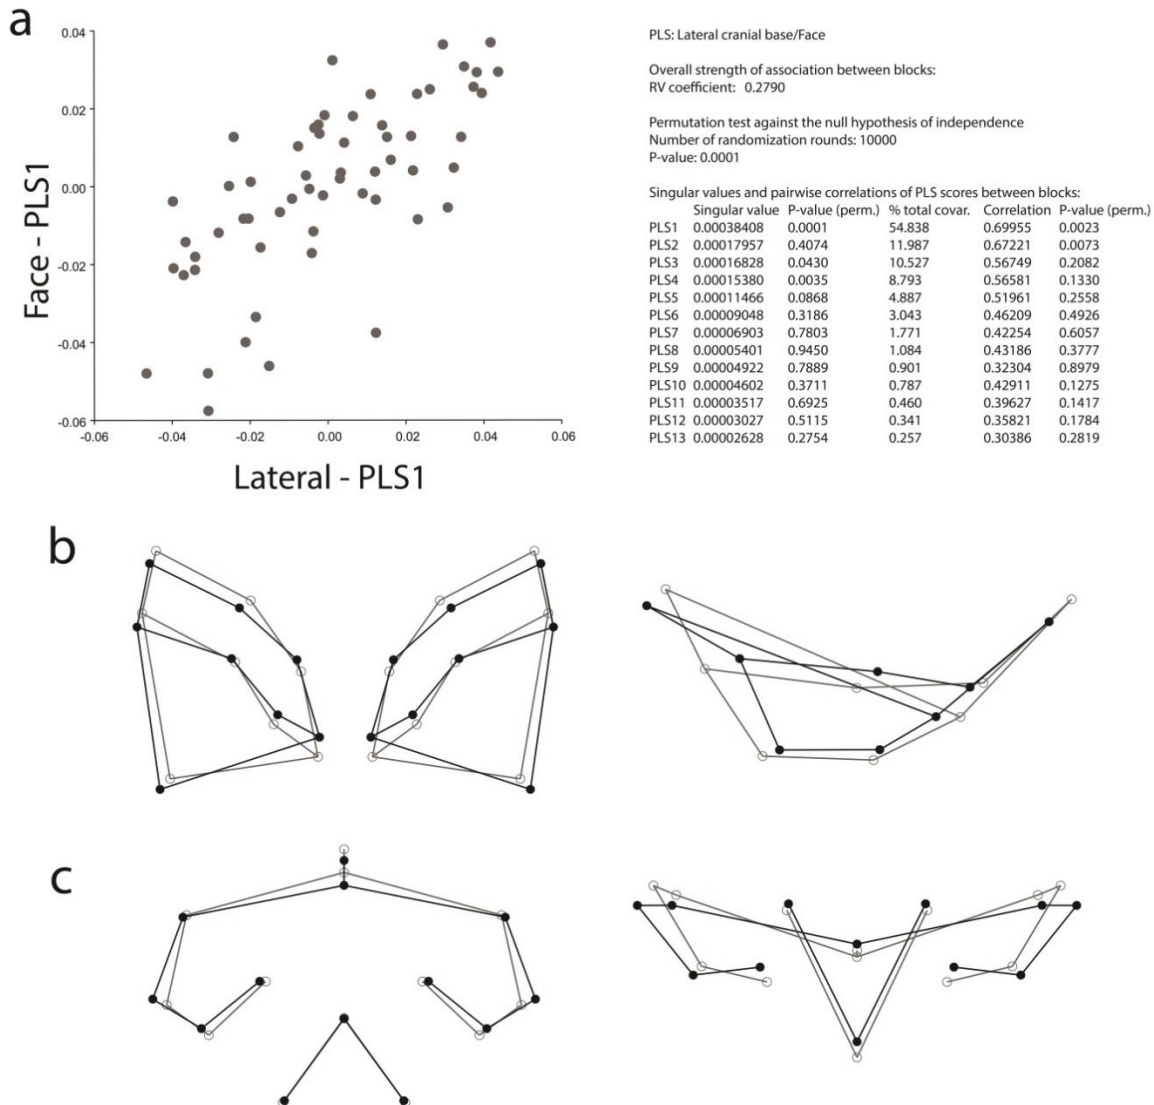 a
0.04
0.02
0.00
-0.02
-0.04
-0.06
-0.06 -0.04 -0.02 0.00 0.02 0.04 0.06
Face - PLS1
Lateral - PLS1
PLS: Lateral cranial base/Face
Overall strength of association between blocks:
RV coefficient: 0.2790
Permutation test against the null hypothesis of independence
Number of randomization rounds: 10000
P-value: 0.0001
Singular values and pairwise correlations of PLS scores between blocks:
Singular value P-value (perm.) % total covar. Correlation P-value (perm.)
PLS1 0.00038408 0.0001 54.838 0.69955 0.0023
PLS2 0.00017957 0.4074 11.987 0.67221 0.0073
PLS3 0.00016828 0.0430 10.527 0.56749 0.2082
PLS4 0.00015380 0.0035 8.793 0.56581 0.1330
PLS5 0.00011466 0.0868 4.887 0.51961 0.2558
PLS6 0.00009048 0.3186 3.043 0.46209 0.4926
PLS7 0.00006903 0.7803 1.771 0.42254 0.6057
PLS8 0.00005401 0.9450 1.084 0.43186 0.3777
PLS9 0.00004922 0.7889 0.901 0.32304 0.8979
PLS10 0.00004602 0.3711 0.787 0.42911 0.1275
PLS11 0.00003517 0.6925 0.460 0.39627 0.1417
PLS12 0.00003027 0.5115 0.341 0.35821 0.1784
PLS13 0.00002628 0.2754 0.257 0.30386 0.2819
b
c